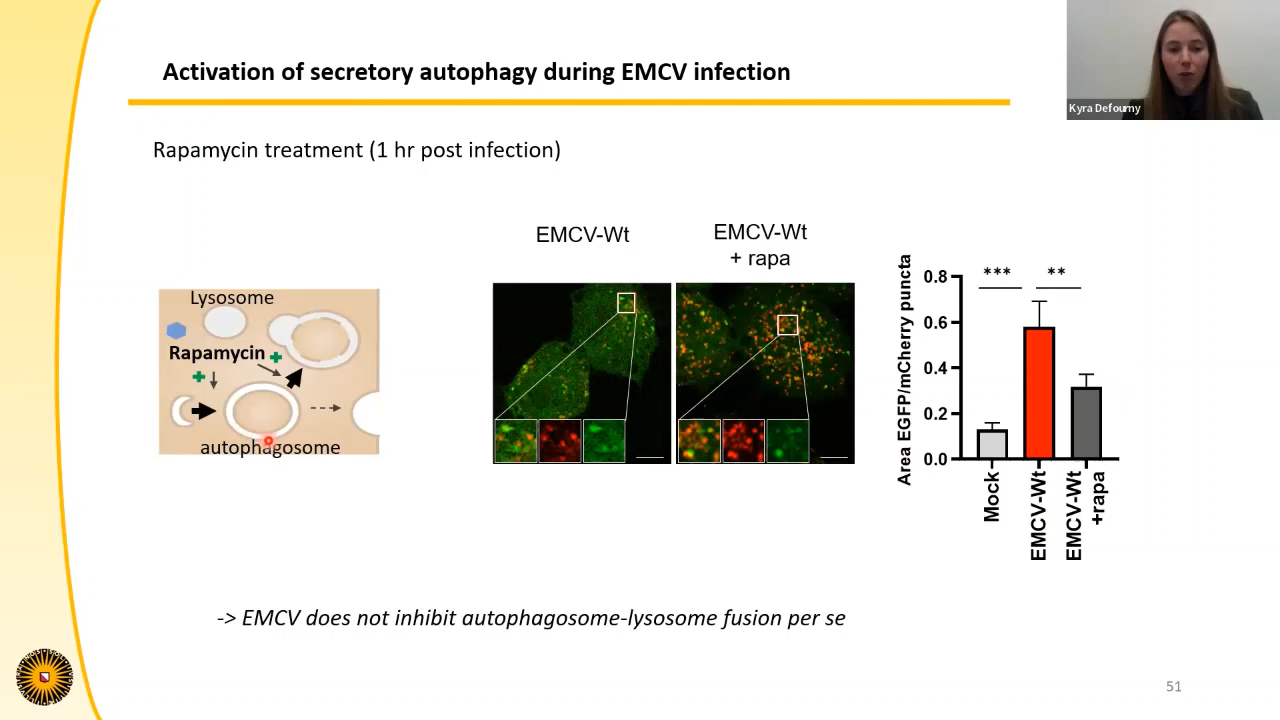 Activation of secretory autophagy during EMCV infection
Kyra Defourny
Rapamycin treatment (1 hr post infection)
EMCV-Wt
EMCV-Wt
+ rapa
Lysosome
Rapamycin
autophagosome
Area EGFP/mCherry puncta
0.8
0.6
0.4
0.2
0.0
***
**
Mock
EMCV-Wt
EMCV-Wt
+rapa
-> EMCV does not inhibit autophagosome-lysosome fusion per se
51